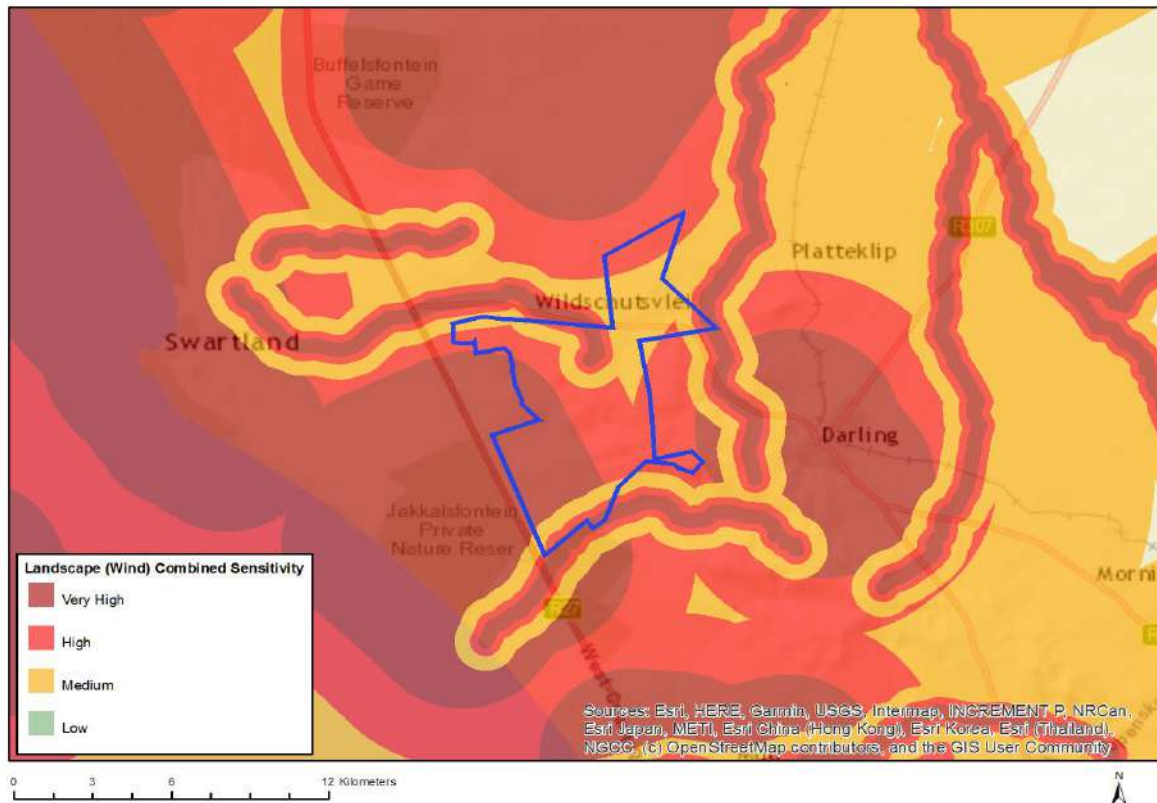 Buffelsfontein
Game
Reserve
R307
Platteklip
Wildschutsvlei
Swartland
Darling
Jakkalsfontein
Private
Nature Reser
Morni
R27
West C
Landscape (Wind) Combined Sensitivity
Very High
High
Medium
Low
Sources: Esri, HERE, Garmin, USGS, Intermap, INCREMENT P, NRCan,
Esri Japan, METI, Esri China (Hong Kong), Esri Korea, Esri (Thailand),
NGCC, (c) OpenStreetMap contributors, and the GIS User Community
0 3 6 12 Kilometers
N